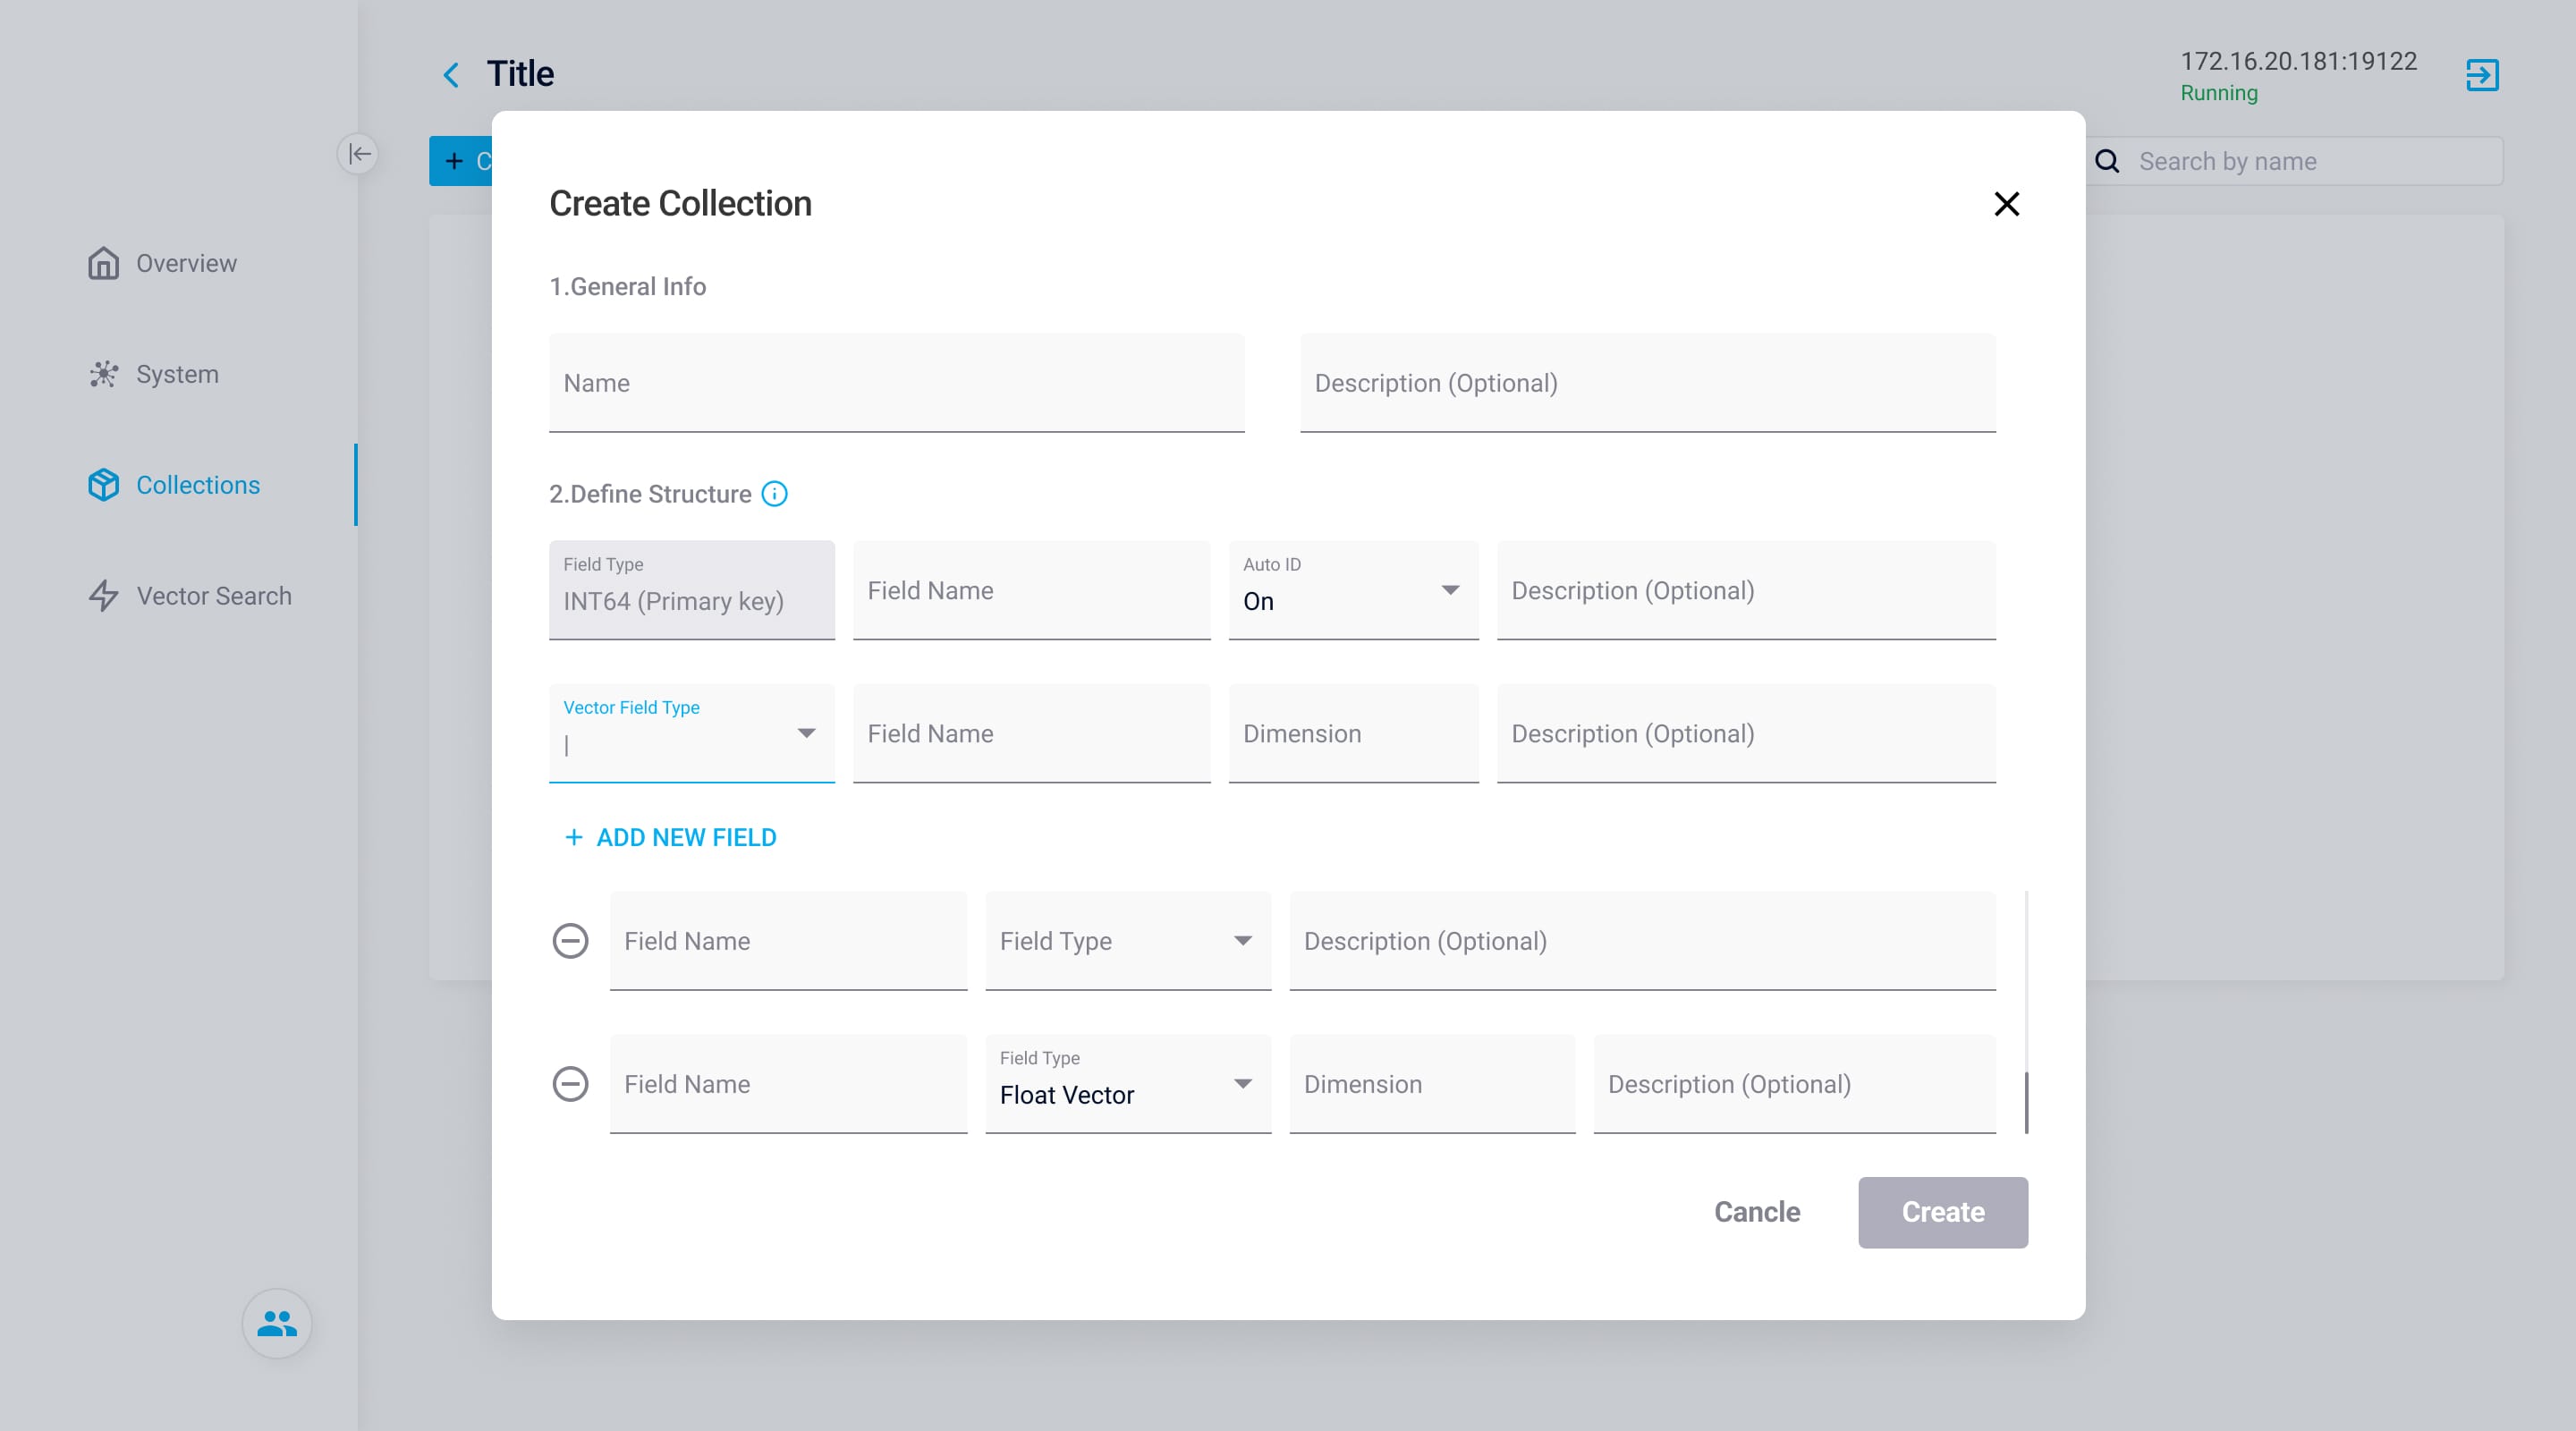 Title
172.16.20.181:19122
Running
+ C
Search by name
Overview
System
Collections
Vector Search
Create Collection
1.General Info
Name
Description (Optional)
2.Define Structure
Field Type
INT64 (Primary key)
Field Name
Auto ID
On
Description (Optional)
Vector Field Type
Field Name
Dimension
Description (Optional)
+ ADD NEW FIELD
Field Name
Field Type
Description (Optional)
Field Name
Field Type
Float Vector
Dimension
Description (Optional)
Cancle
Create